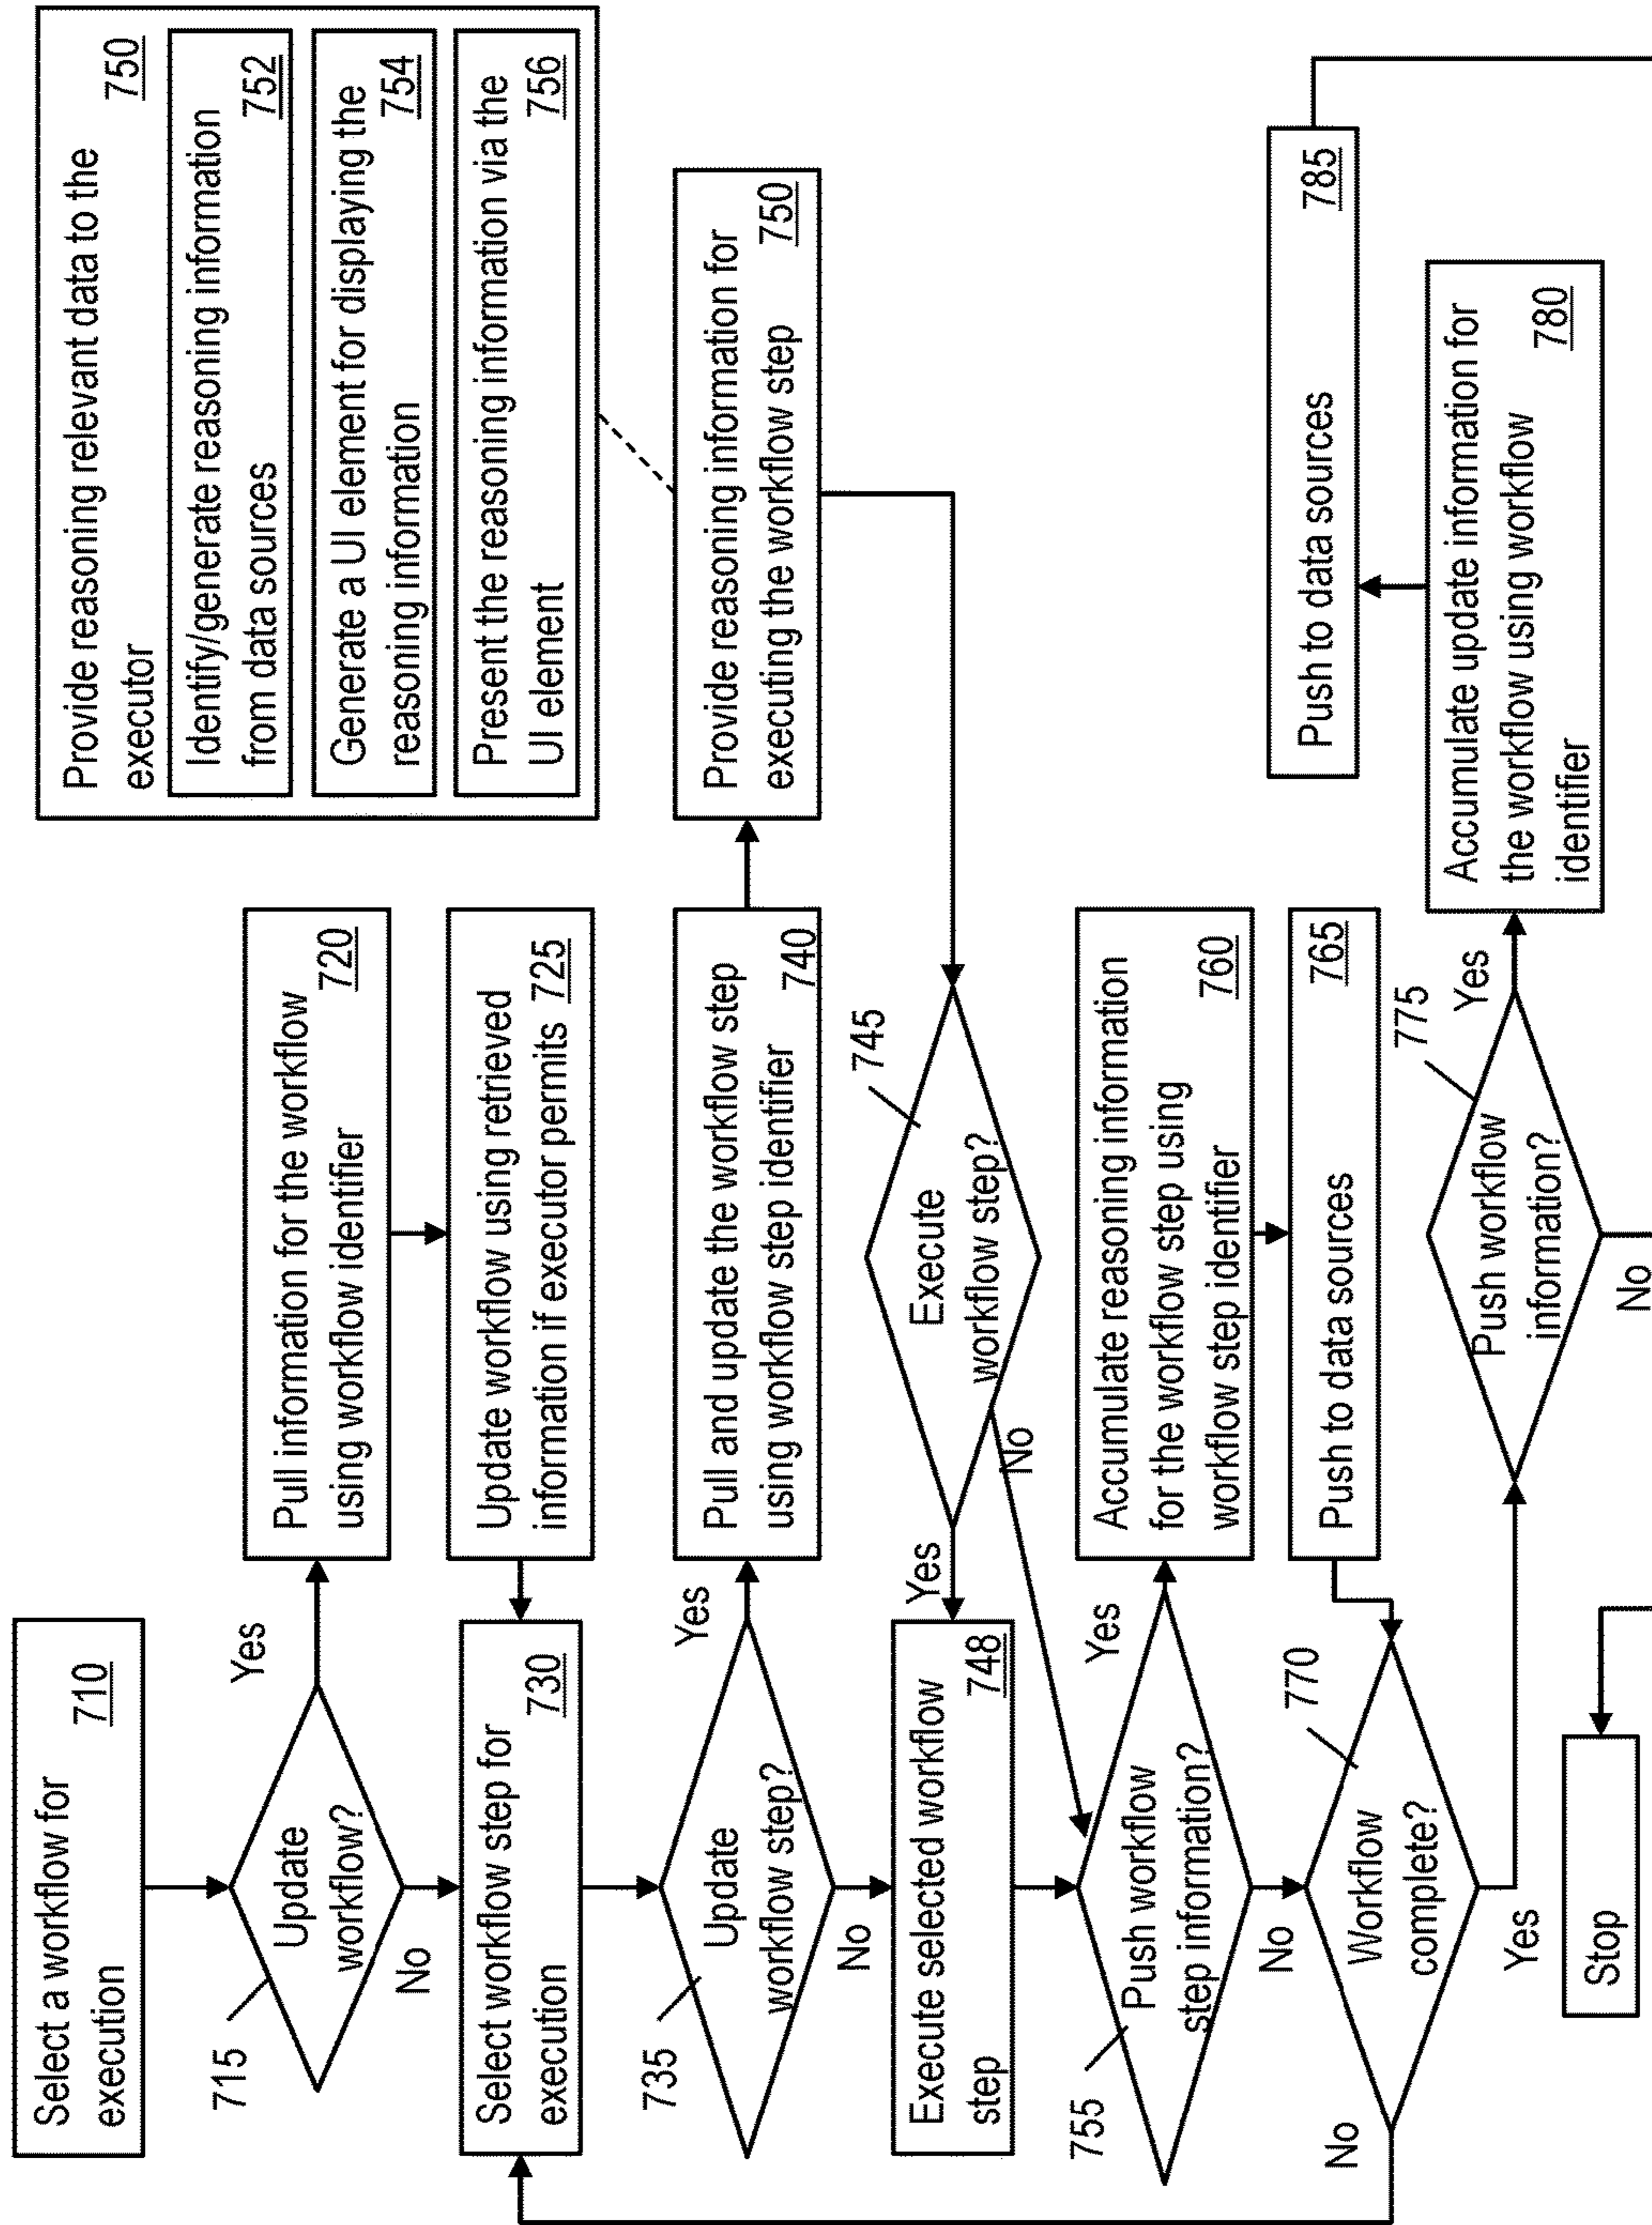 Select a workflow for
execution
710
Update
workflow?
715
Yes
No
Pull information for the workflow
using workflow identifier
720
Update workflow using retrieved
information if executor permits
725
Select workflow step for
execution
730
Update
workflow step?
735
Yes
No
Pull and update the workflow step
using workflow step identifier
740
Provide reasoning information for
executing the workflow step
750
Provide reasoning relevant data to the
executor
750
Identify/generate reasoning information
from data sources
752
Generate a UI element for displaying the
reasoning information
754
Present the reasoning information via the
UI element
756
Execute
workflow step?
745
Yes
No
Execute selected workflow
step
748
Push workflow
step information?
755
Yes
No
Accumulate reasoning information
for the workflow step using
workflow step identifier
760
Push to data sources
765
Workflow
complete?
770
No
Yes
Push workflow
information?
775
Yes
No
Accumulate update information for
the workflow using workflow
identifier
780
Push to data sources
785
Stop